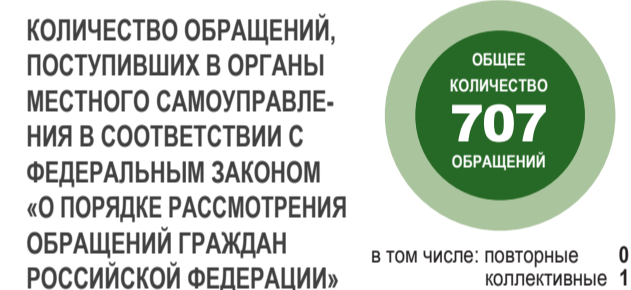 КОЛИЧЕСТВО ОБРАЩЕНИЙ,
ПОСТУПИВШИХ В ОРГАНЫ
МЕСТНОГО САМОУПРАВЛЕ-
НИЯ В СООТВЕТСТВИИ С
ФЕДЕРАЛЬНЫМ ЗАКОНОМ
«О ПОРЯДКЕ РАССМОТРЕНИЯ
ОБРАЩЕНИЙ ГРАЖДАН
РОССИЙСКОЙ ФЕДЕРАЦИИ»
ОБЩЕЕ
КОЛИЧЕСТВО
707
ОБРАЩЕНИЙ
в том числе: повторные 0
коллективные 1